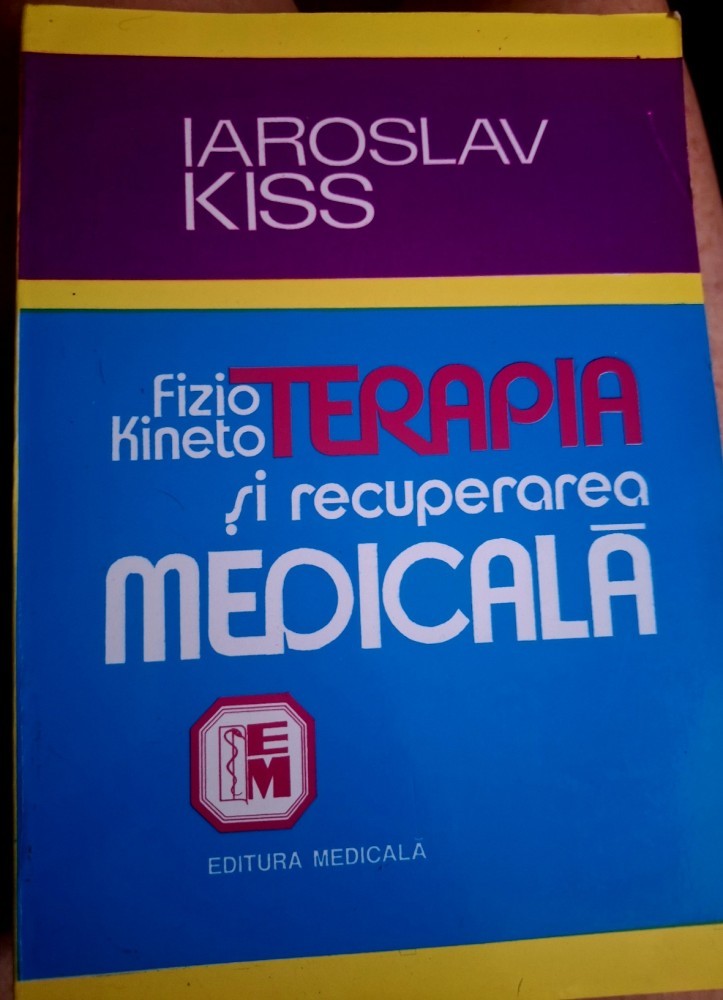 IAROSLAV
KISS
Fizio
Kineto TERAPIA
și recuperarea
MEDICALĂ
EM
EDITURA MEDICALĂ